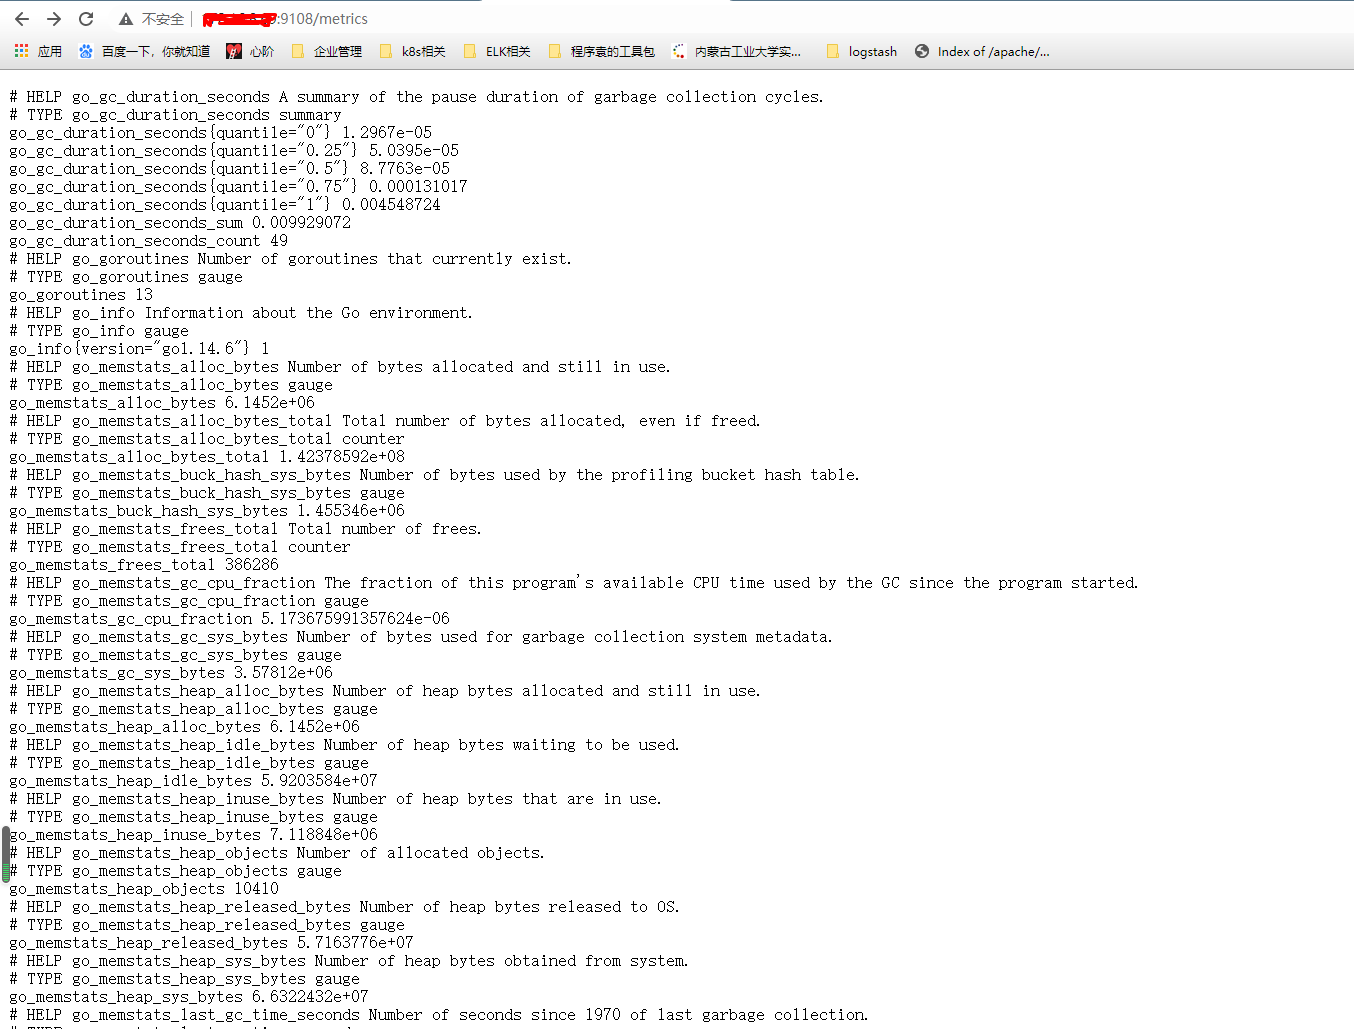 不安全 :9108/metrics
应用 百度一下，你就知道 心阶 企业管理 k8s相关 ELK相关 程序袁的工具包 内蒙古工业大学实... logstash Index of /apache/...
# HELP go_gc_duration_seconds A summary of the pause duration of garbage collection cycles.
# TYPE go_gc_duration_seconds summary
go_gc_duration_seconds{quantile="0"} 1.2967e-05
go_gc_duration_seconds{quantile="0.25"} 5.0395e-05
go_gc_duration_seconds{quantile="0.5"} 8.7763e-05
go_gc_duration_seconds{quantile="0.75"} 0.000131017
go_gc_duration_seconds{quantile="1"} 0.004548724
go_gc_duration_seconds_sum 0.009929072
go_gc_duration_seconds_count 49
# HELP go_goroutines Number of goroutines that currently exist.
# TYPE go_goroutines gauge
go_goroutines 13
# HELP go_info Information about the Go environment.
# TYPE go_info gauge
go_info{version="go1.14.6"} 1
# HELP go_memstats_alloc_bytes Number of bytes allocated and still in use.
# TYPE go_memstats_alloc_bytes gauge
go_memstats_alloc_bytes 6.1452e+06
# HELP go_memstats_alloc_bytes_total Total number of bytes allocated, even if freed.
# TYPE go_memstats_alloc_bytes_total counter
go_memstats_alloc_bytes_total 1.42378592e+08
# HELP go_memstats_buck_hash_sys_bytes Number of bytes used by the profiling bucket hash table.
# TYPE go_memstats_buck_hash_sys_bytes gauge
go_memstats_buck_hash_sys_bytes 1.455346e+06
# HELP go_memstats_frees_total Total number of frees.
# TYPE go_memstats_frees_total counter
go_memstats_frees_total 386286
# HELP go_memstats_gc_cpu_fraction The fraction of this program's available CPU time used by the GC since the program started.
# TYPE go_memstats_gc_cpu_fraction gauge
go_memstats_gc_cpu_fraction 5.173675991357624e-06
# HELP go_memstats_gc_sys_bytes Number of bytes used for garbage collection system metadata.
# TYPE go_memstats_gc_sys_bytes gauge
go_memstats_gc_sys_bytes 3.57812e+06
# HELP go_memstats_heap_alloc_bytes Number of heap bytes allocated and still in use.
# TYPE go_memstats_heap_alloc_bytes gauge
go_memstats_heap_alloc_bytes 6.1452e+06
# HELP go_memstats_heap_idle_bytes Number of heap bytes waiting to be used.
# TYPE go_memstats_heap_idle_bytes gauge
go_memstats_heap_idle_bytes 5.9203584e+07
# HELP go_memstats_heap_inuse_bytes Number of heap bytes that are in use.
# TYPE go_memstats_heap_inuse_bytes gauge
go_memstats_heap_inuse_bytes 7.118848e+06
# HELP go_memstats_heap_objects Number of allocated objects.
# TYPE go_memstats_heap_objects gauge
go_memstats_heap_objects 10410
# HELP go_memstats_heap_released_bytes Number of heap bytes released to OS.
# TYPE go_memstats_heap_released_bytes gauge
go_memstats_heap_released_bytes 5.7163776e+07
# HELP go_memstats_heap_sys_bytes Number of heap bytes obtained from system.
# TYPE go_memstats_heap_sys_bytes gauge
go_memstats_heap_sys_bytes 6.6322432e+07
# HELP go_memstats_last_gc_time_seconds Number of seconds since 1970 of last garbage collection.